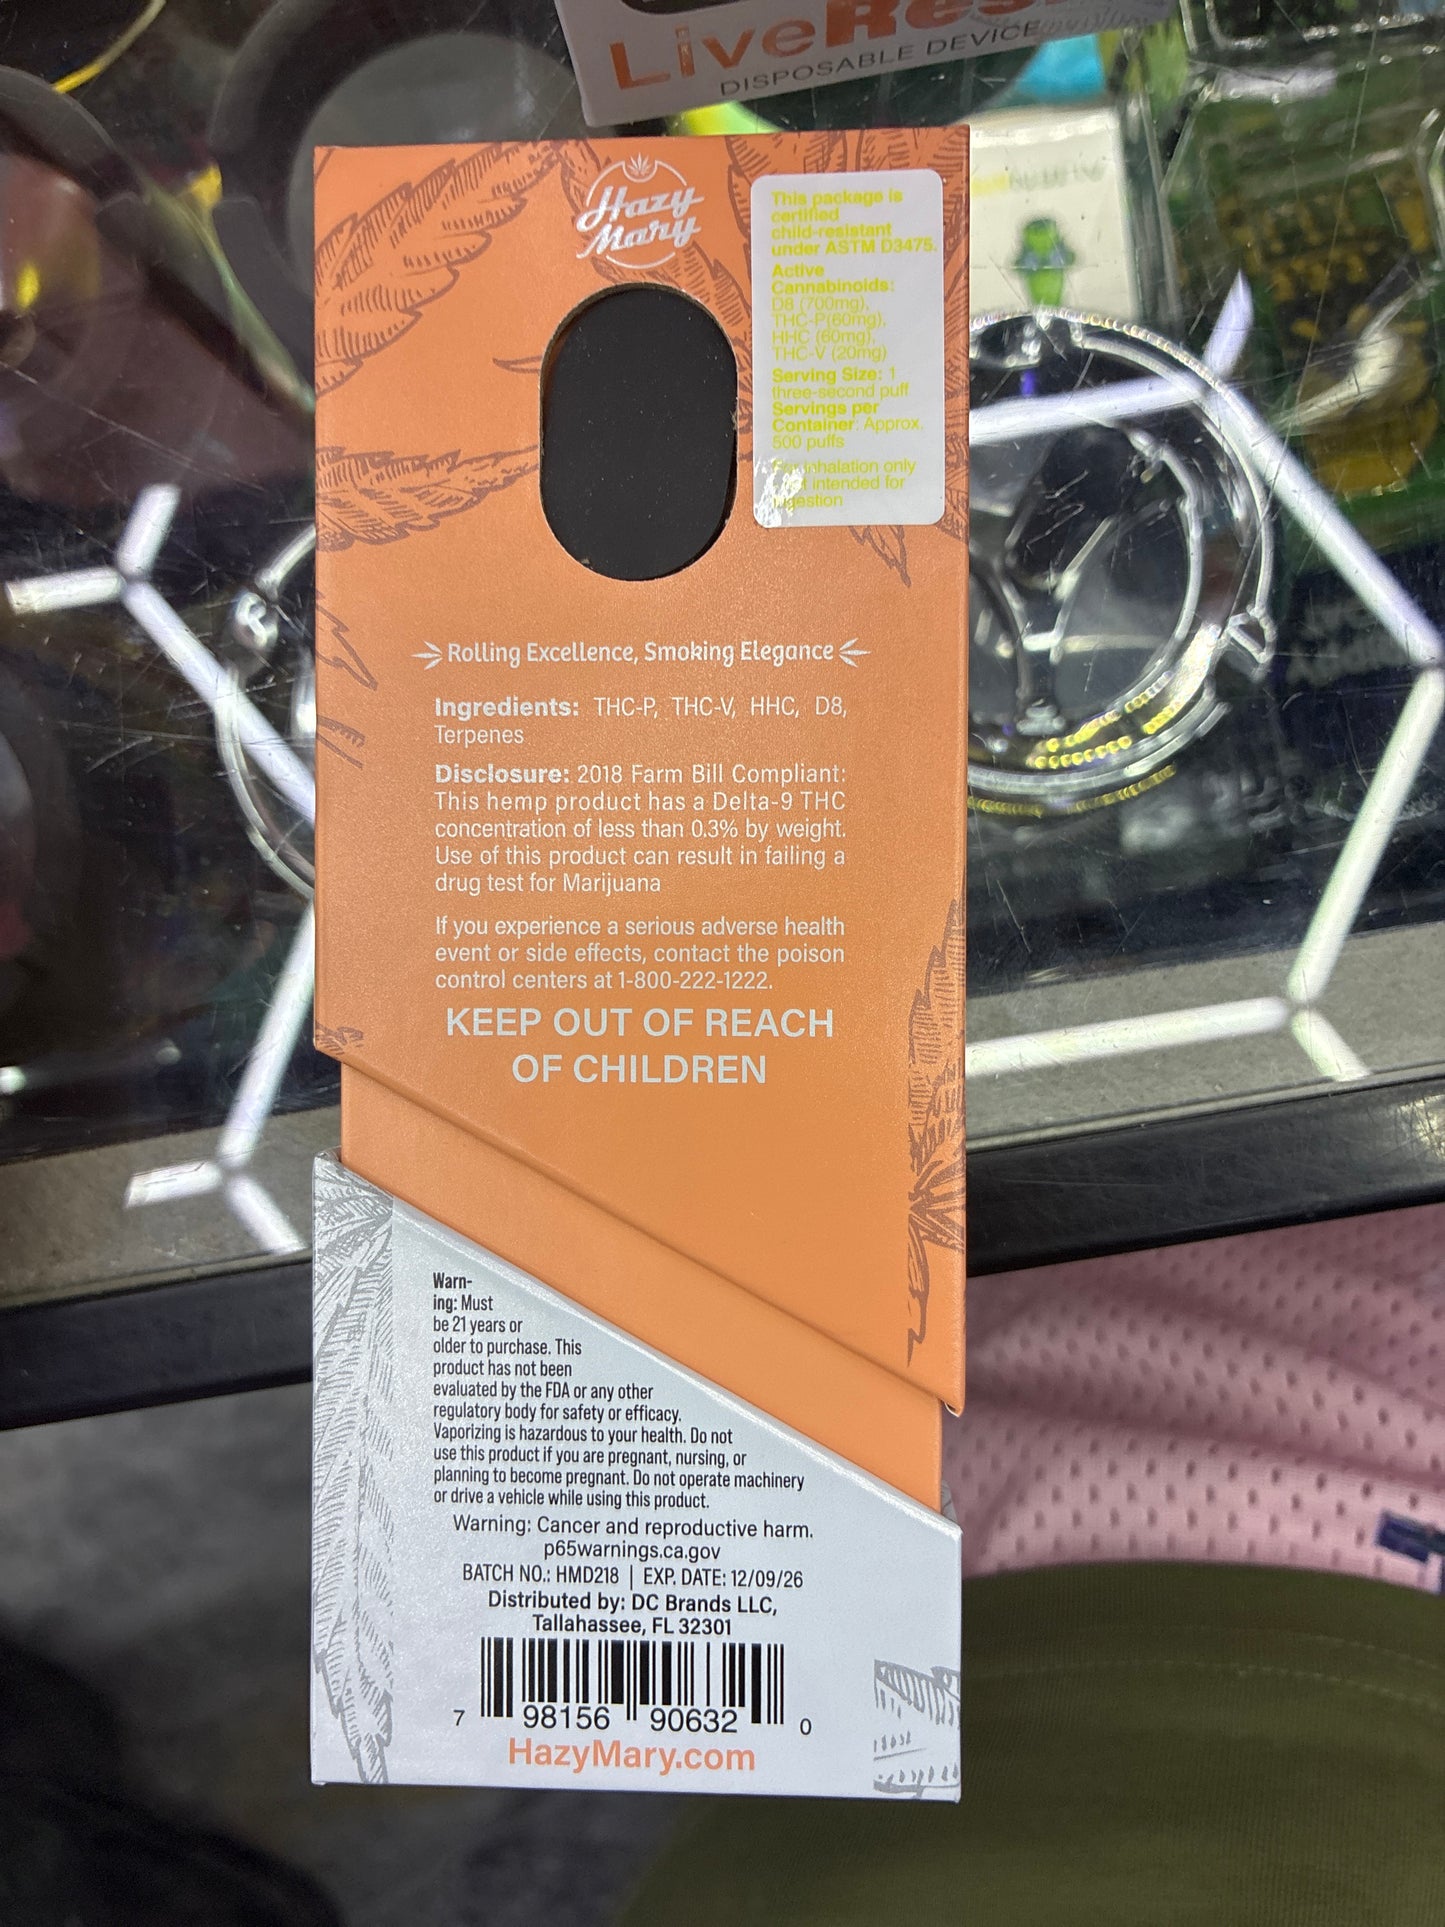 LiveRes
DISPOSABLE DEVICE
Hazy
Mary
This package is
certified
child-resistant
under ASTM D3475.
Active
Cannabinoids:
D8 (700mg),
THC-P(60mg),
HHC (60mg),
THC-V (20mg)
Serving Size: 1
three-second puff
Servings per
Container: Approx.
500 puffs
For inhalation only
intended for
ingestion
Rolling Excellence, Smoking Elegance
Ingredients: THC-P, THC-V, HHC, D8,
Terpenes
Disclosure: 2018 Farm Bill Compliant:
This hemp product has a Delta-9 THC
concentration of less than 0.3% by weight.
Use of this product can result in failing a
drug test for Marijuana
If you experience a serious adverse health
event or side effects, contact the poison
control centers at 1-800-222-1222.
KEEP OUT OF REACH
OF CHILDREN
Warn-
ing: Must
be 21 years or
older to purchase. This
product has not been
evaluated by the FDA or any other
regulatory body for safety or efficacy.
Vaporizing is hazardous to your health. Do not
use this product if you are pregnant, nursing, or
planning to become pregnant. Do not operate machinery
or drive a vehicle while using this product.
Warning: Cancer and reproductive harm.
p65warnings.ca.gov
BATCH NO.: HMD218 | EXP. DATE: 12/09/26
Distributed by: DC Brands LLC,
Tallahassee, FL 32301
7 98156 90632 0
HazyMary.com